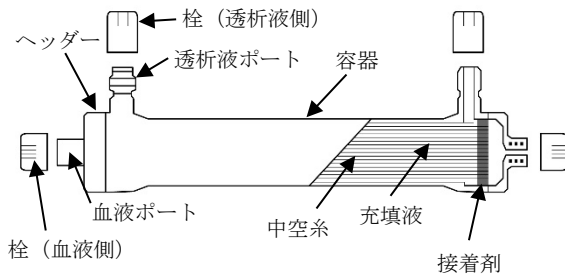 栓（透析液側）
ヘッダー
透析液ポート
容器
血液ポート
中空糸
充填液
栓（血液側）
接着剤